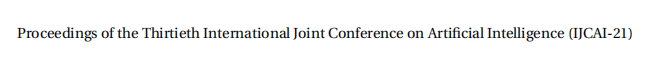 Proceedings of the Thirtieth International Joint Conference on Artificial Intelligence (IJCAI-21)